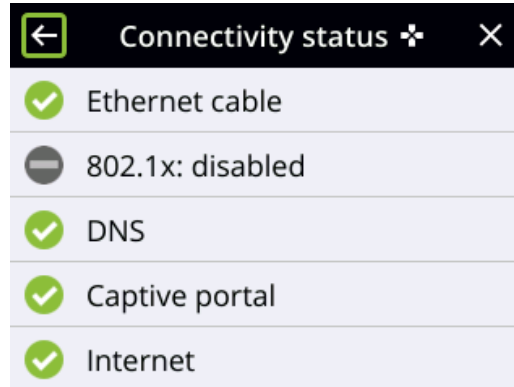 Connectivity status
Ethernet cable
802.1x: disabled
DNS
Captive portal
Internet